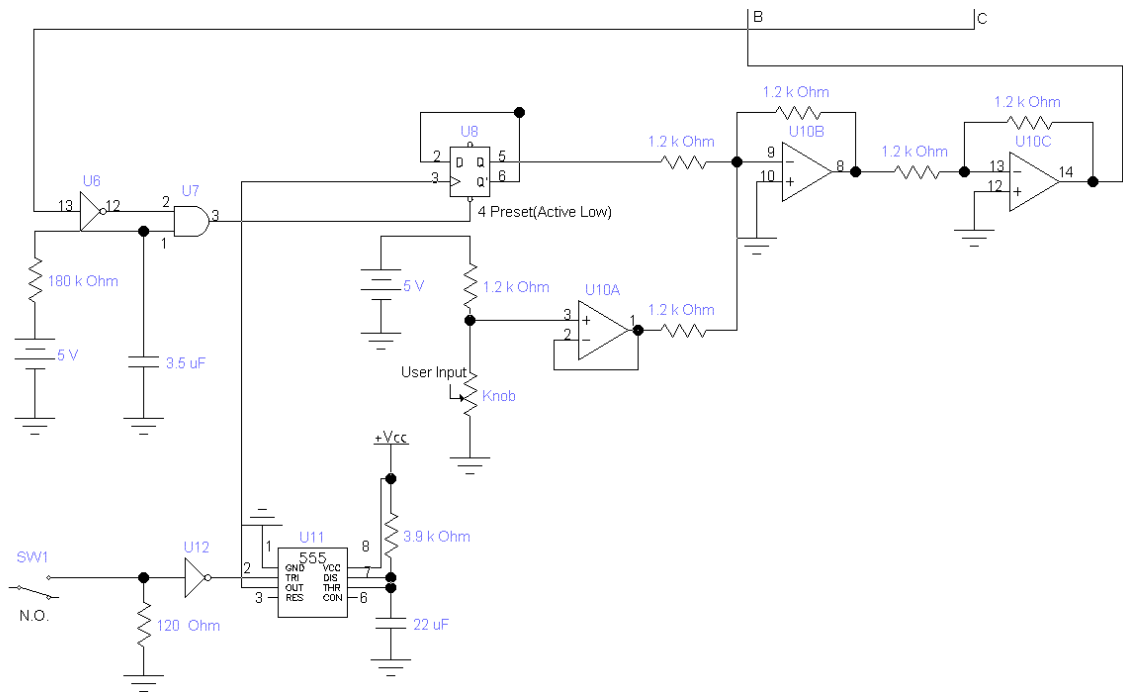 B
C
1.2 k Ohm
U10B
9
8
10
1.2 k Ohm
U10C
13
14
12
1.2 k Ohm
1.2 k Ohm
U8
2 D Q 5
3 Q' 6
4 Preset(Active Low)
U6
13
12
U7
2
3
1
180 k Ohm
5 V
3.5 uF
5 V
1.2 k Ohm
U10A
3
2
1
1.2 k Ohm
User Input
Knob
+Vcc
3.9 k Ohm
22 uF
U11
555
1 GND VCC 8
2 TRI DIS 7
OUT THR
3 RES CON 6
SW1
N.O.
U12
120 Ohm